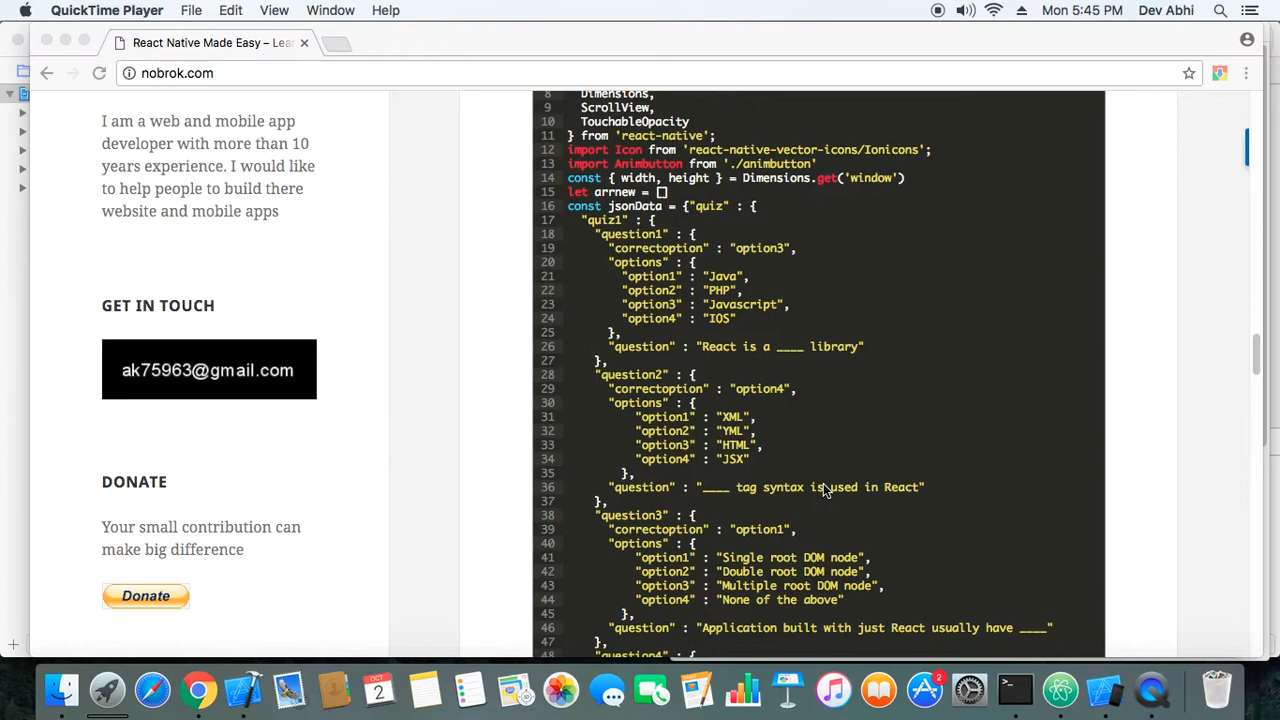 QuickTime Player File Edit View Window Help
Mon 5:45 PM Dev Abhi
React Native Made Easy – Lea
nobrok.com
I am a web and mobile app
developer with more than 10
years experience. I would like
to help people to build there
website and mobile apps
GET IN TOUCH
ak75963@gmail.com
DONATE
Your small contribution can
make big difference
Donate
8 Dimensions,
9 ScrollView,
10 TouchableOpacity
11 } from 'react-native';
12 import Icon from 'react-native-vector-icons/Ionicons';
13 import Animbutton from './animbutton'
14 const { width, height } = Dimensions.get('window')
15 let arrnew = []
16 const jsonData = {"quiz" : {
17 "quiz1" : {
18 "question1" : {
19 "correctoption" : "option3",
20 "options" : {
21 "option1" : "Java",
22 "option2" : "PHP",
23 "option3" : "Javascript",
24 "option4" : "IOS"
25 },
26 "question" : "React is a ____ library"
27 },
28 "question2" : {
29 "correctoption" : "option4",
30 "options" : {
31 "option1" : "XML",
32 "option2" : "YML",
33 "option3" : "HTML",
34 "option4" : "JSX"
35 },
36 "question" : "____ tag syntax is used in React"
37 },
38 "question3" : {
39 "correctoption" : "option1",
40 "options" : {
41 "option1" : "Single root DOM node",
42 "option2" : "Double root DOM node",
43 "option3" : "Multiple root DOM node",
44 "option4" : "None of the above"
45 },
46 "question" : "Application built with just React usually have ____"
47 },
48 "question4" : {
OCT
2
2